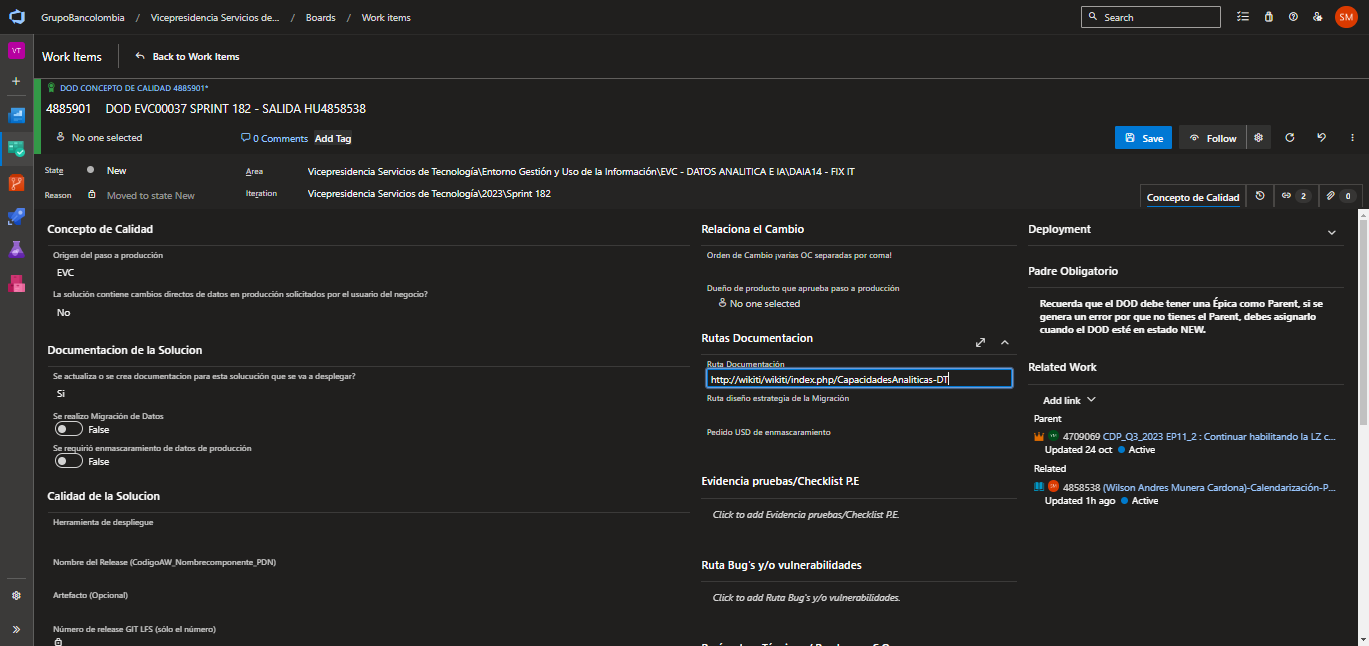 GrupoBancolombia / Vicepresidencia Servicios de... / Boards / Work items
Search
SM
VT
Work Items
Back to Work Items
DOD CONCEPTO DE CALIDAD 4885901*
4885901 DOD EVC00037 SPRINT 182 - SALIDA HU4858538
No one selected
0 Comments
Add Tag
Save
Follow
State
New
Area
Vicepresidencia Servicios de Tecnología\Entorno Gestión y Uso de la Información\EVC - DATOS ANALITICA E IA\DAIA14 - FIX IT
Reason
Moved to state New
Iteration
Vicepresidencia Servicios de Tecnología\2023\Sprint 182
Concepto de Calidad
2
0
Concepto de Calidad
Origen del paso a producción
EVC
La solución contiene cambios directos de datos en producción solicitados por el usuario del negocio?
No
Documentacion de la Solucion
Se actualiza o se crea documentacion para esta solucución que se va a desplegar?
Si
Se realizo Migración de Datos
False
Se requirió enmascaramiento de datos de producción
False
Calidad de la Solucion
Herramienta de despliegue
Nombre del Release (CodigoAW_Nombrecomponente_PDN)
Artefacto (Opcional)
Número de release GIT LFS (sólo el número)
Relaciona el Cambio
Orden de Cambio ¡varias OC separadas por coma!
Dueño de producto que aprueba paso a producción
No one selected
Rutas Documentacion
Ruta Documentación
http://wikiti/wikiti/index.php/CapacidadesAnaliticas-DT
Ruta diseño estrategia de la Migración
Pedido USD de enmascaramiento
Evidencia pruebas/Checklist P.E
Click to add Evidencia pruebas/Checklist P.E.
Ruta Bug's y/o vulnerabilidades
Click to add Ruta Bug's y/o vulnerabilidades.
Deployment
Padre Obligatorio
Recuerda que el DOD debe tener una Épica como Parent, si se
genera un error por que no tienes el Parent, debes asignarlo
cuando el DOD esté en estado NEW.
Related Work
Add link
Parent
4709069 CDP_Q3_2023 EP11_2 : Continuar habilitando la LZ c...
Updated 24 oct Active
Related
SM
4858538 (Wilson Andres Munera Cardona)-Calendarización-P...
Updated 1h ago Active